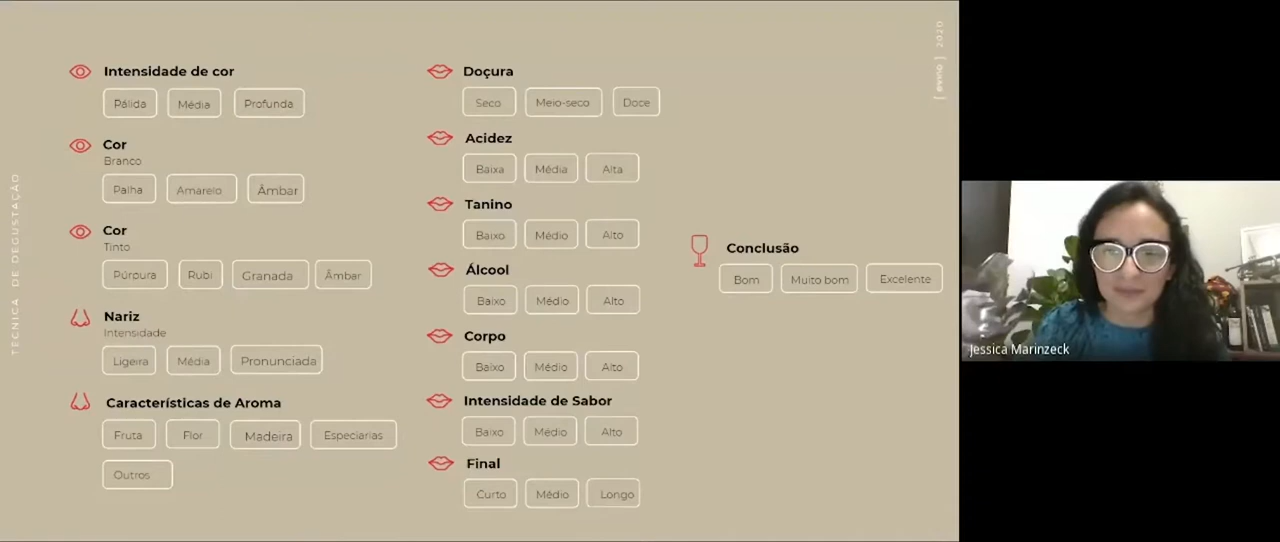 TÉCNICA DE DEGUSTAÇÃO
Intensidade de cor
Pálida Média Profunda
Cor
Branco
Palha Amarelo Âmbar
Cor
Tinto
Púrpura Rubi Granada Âmbar
Nariz
Intensidade
Ligeira Média Pronunciada
Características de Aroma
Fruta Flor Madeira Especiarias
Outros
Doçura
Seco Meio-seco Doce
Acidez
Baixa Média Alta
Tanino
Baixo Médio Alto
Álcool
Baixo Médio Alto
Corpo
Baixo Médio Alto
Intensidade de Sabor
Baixo Médio Alto
Final
Curto Médio Longo
Conclusão
Bom Muito bom Excelente
[ evino ] 2020
Jessica Marinzeck